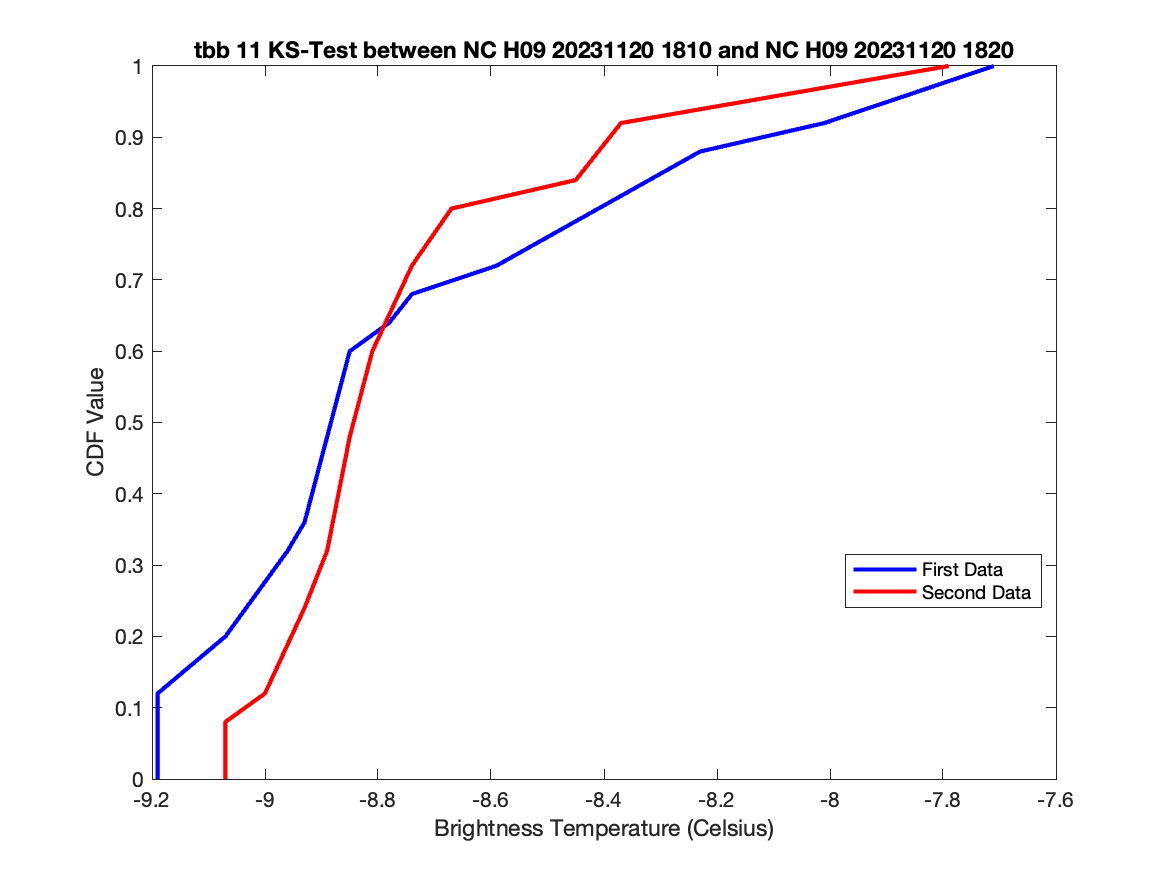 tbb 11 KS-Test between NC H09 20231120 1810 and NC H09 20231120 1820
1
0.9
0.8
0.7
0.6
0.5
0.4
0.3
0.2
0.1
0
CDF Value
First Data
Second Data
-9.2 -9 -8.8 -8.6 -8.4 -8.2 -8 -7.8 -7.6
Brightness Temperature (Celsius)